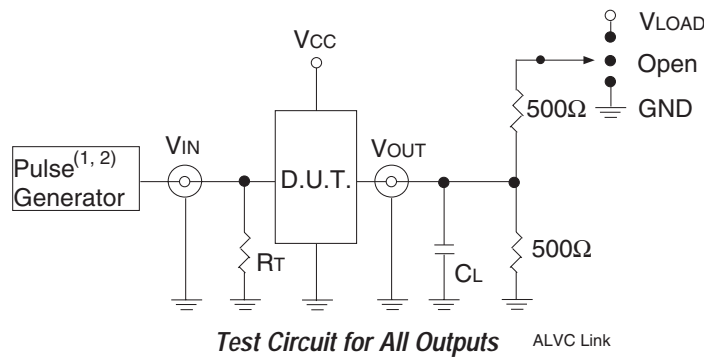 VLOAD
VCC
Open
500Ω
GND
VIN
VOUT
Pulse(1, 2)
Generator
D.U.T.
RT
CL
500Ω
Test Circuit for All Outputs
ALVC Link